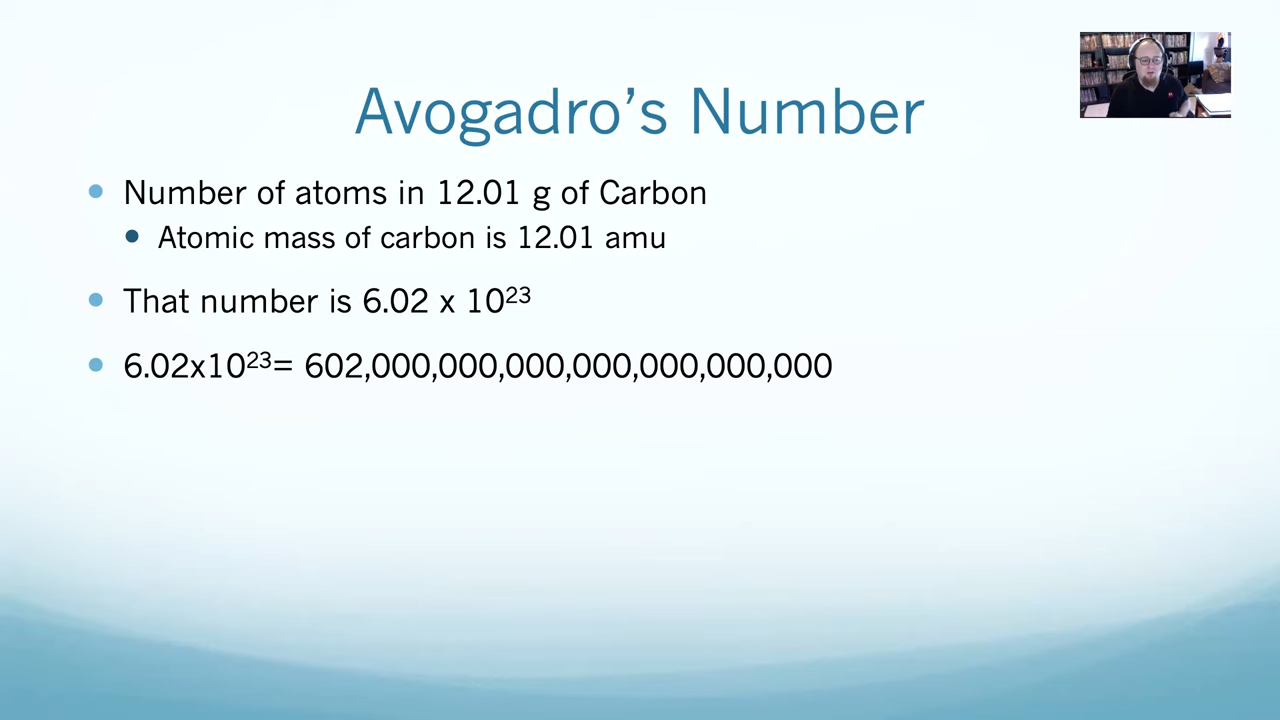 Avogadro’s Number
• Number of atoms in 12.01 g of Carbon
• Atomic mass of carbon is 12.01 amu
• That number is 6.02 x 10²³
• 6.02x10²³= 602,000,000,000,000,000,000,000